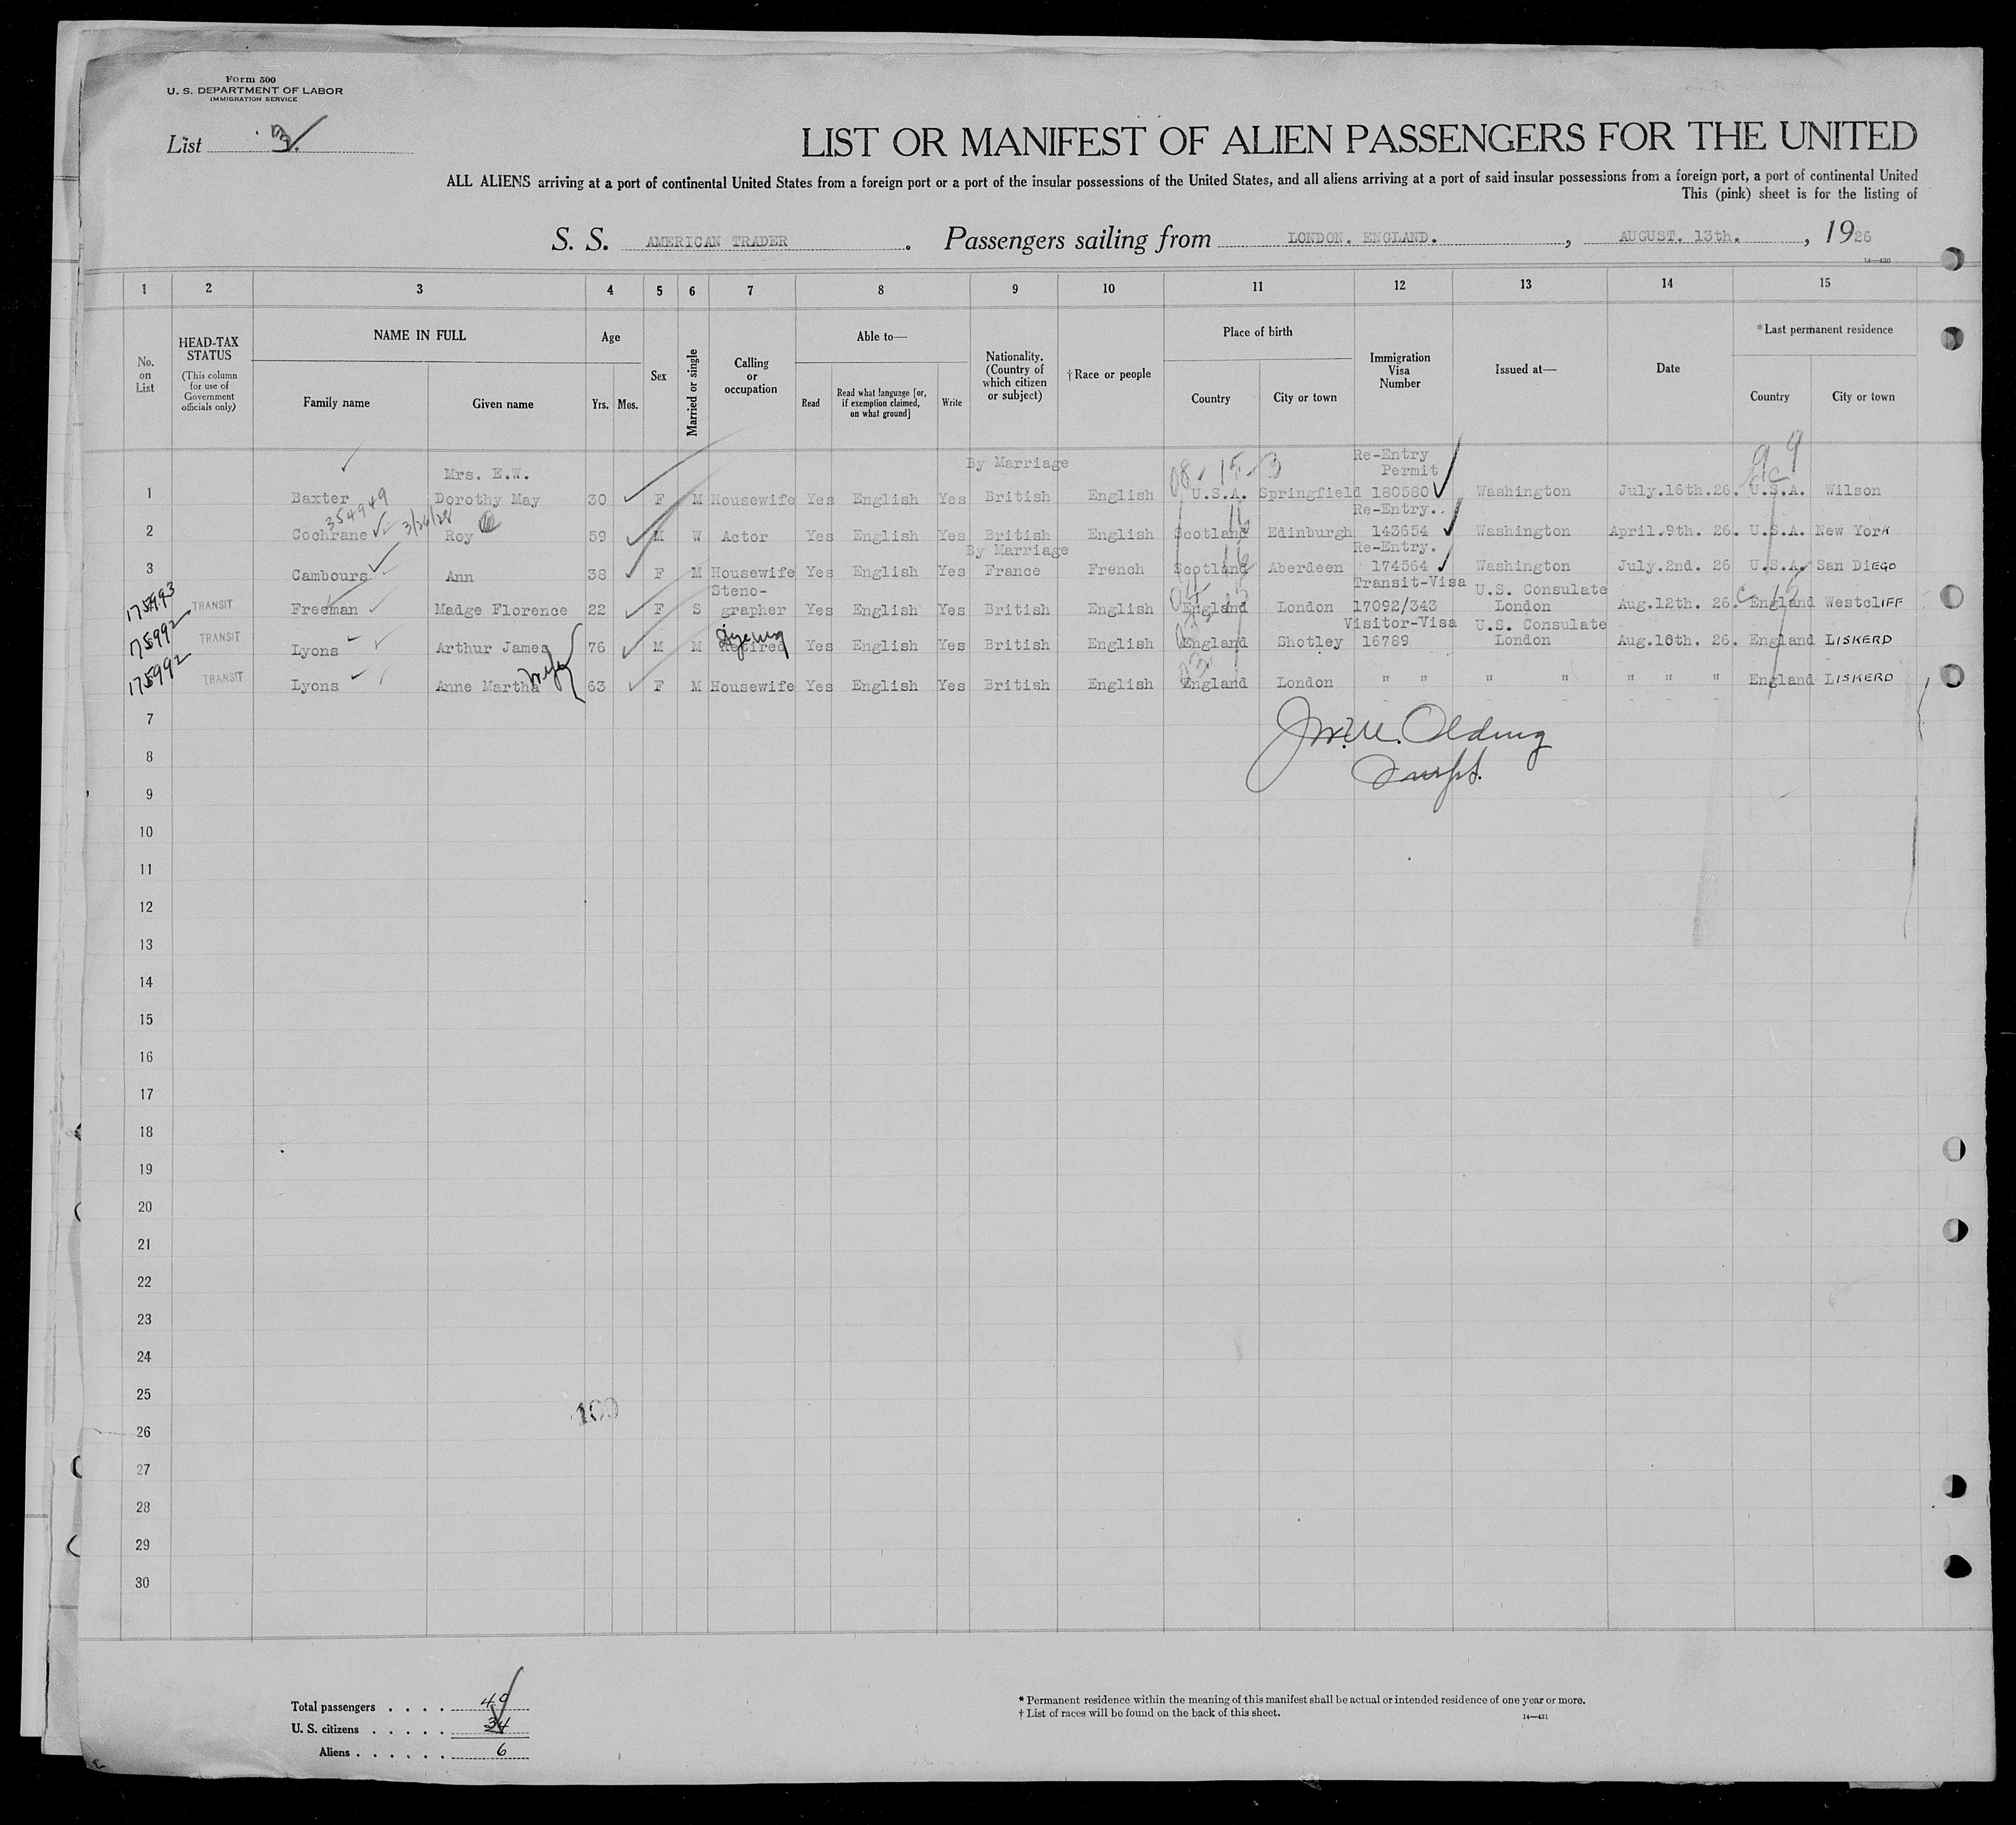 Form 500
U. S. DEPARTMENT OF LABOR
IMMIGRATION SERVICE
List 3
LIST OR MANIFEST OF ALIEN PASSENGERS FOR THE UNITED
ALL ALIENS arriving at a port of continental United States from a foreign port or a port of the insular possessions of the United States, and all aliens arriving at a port of said insular possessions from a foreign port, a port of continental United
This (pink) sheet is for the listing of
S. S. AMERICAN TRADER. Passengers sailing from LONDON. ENGLAND., AUGUST. 13th., 1926
14—430
1 2 3 4 5 6 7 8 9 10 11 12 13 14 15
No. on List
HEAD-TAX STATUS
(This column for use of Government officials only)
NAME IN FULL
Family name Given name
Age
Yrs. Mos.
Sex
Married or single
Calling or occupation
Able to—
Read
Read what language [or, if exemption claimed, on what ground]
Write
Nationality. (Country of which citizen or subject)
†Race or people
Place of birth
Country City or town
Immigration Visa Number
Issued at—
Date
*Last permanent residence
Country City or town
Mrs. E.W. By Marriage 08 Re-Entry Permit 99
1 Baxter Dorothy May 30 F M Housewife Yes English Yes British English U.S.A. Springfield 180580 Washington July.16th.26. U.S.A. Wilson
354949 3/26/28 Re-Entry.
2 Cochrane Roy 59 M W Actor Yes English Yes British English Scotland Edinburgh 143654 Washington April.9th. 26. U.S.A. New York
By Marriage Re-Entry.
3 Cambours Ann 38 F M Housewife Yes English Yes France French Scotland Aberdeen 174564 Washington July.2nd. 26 U.S.A. San DIEGO
Steno- Transit-Visa U.S. Consulate
175993 TRANSIT Freeman Madge Florence 22 F S grapher Yes English Yes British English England London 17092/343 London Aug.12th. 26. England WestclIFF
Visitor-Visa U.S. Consulate
175992 TRANSIT Lyons Arthur James 76 M M Retired Yes English Yes British English England Shotley 16789 London Aug.10th. 26. England LISKERD
175992 TRANSIT Lyons Anne Martha wife 63 F M Housewife Yes English Yes British English England London " " " " " " " England LISKERD
7
Olding
8
9
10
11
12
13
14
15
16
17
18
19
20
21
22
23
24
25
26
27
28
29
30
Total passengers . . . . 40
U. S. citizens . . . . . 34
Aliens . . . . . . 6
* Permanent residence within the meaning of this manifest shall be actual or intended residence of one year or more.
† List of races will be found on the back of this sheet.
14—431